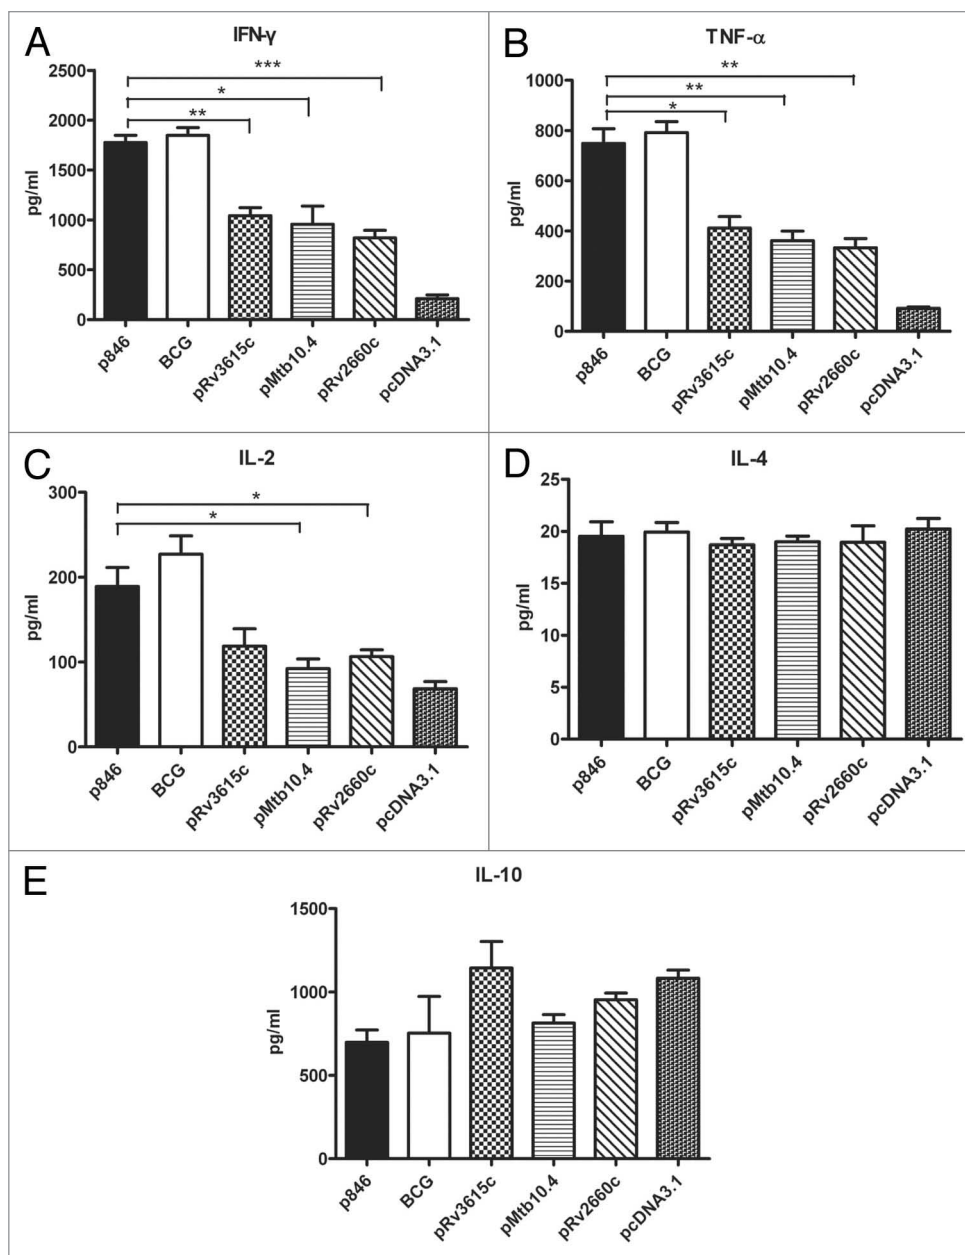 A
IFN-γ
pg/ml
2500
2000
1500
1000
500
0
***
*
**
p846
BCG
pRv3615c
pMtb10.4
pRv2660c
pcDNA3.1
B
TNF-α
pg/ml
1000
800
600
400
200
0
**
**
*
p846
BCG
pRv3615c
pMtb10.4
pRv2660c
pcDNA3.1
C
IL-2
pg/ml
300
200
100
0
*
*
p846
BCG
pRv3615c
pMtb10.4
pRv2660c
pcDNA3.1
D
IL-4
pg/ml
25
20
15
10
5
0
p846
BCG
pRv3615c
pMtb10.4
pRv2660c
pcDNA3.1
E
IL-10
pg/ml
1500
1000
500
0
p846
BCG
pRv3615c
pMtb10.4
pRv2660c
pcDNA3.1